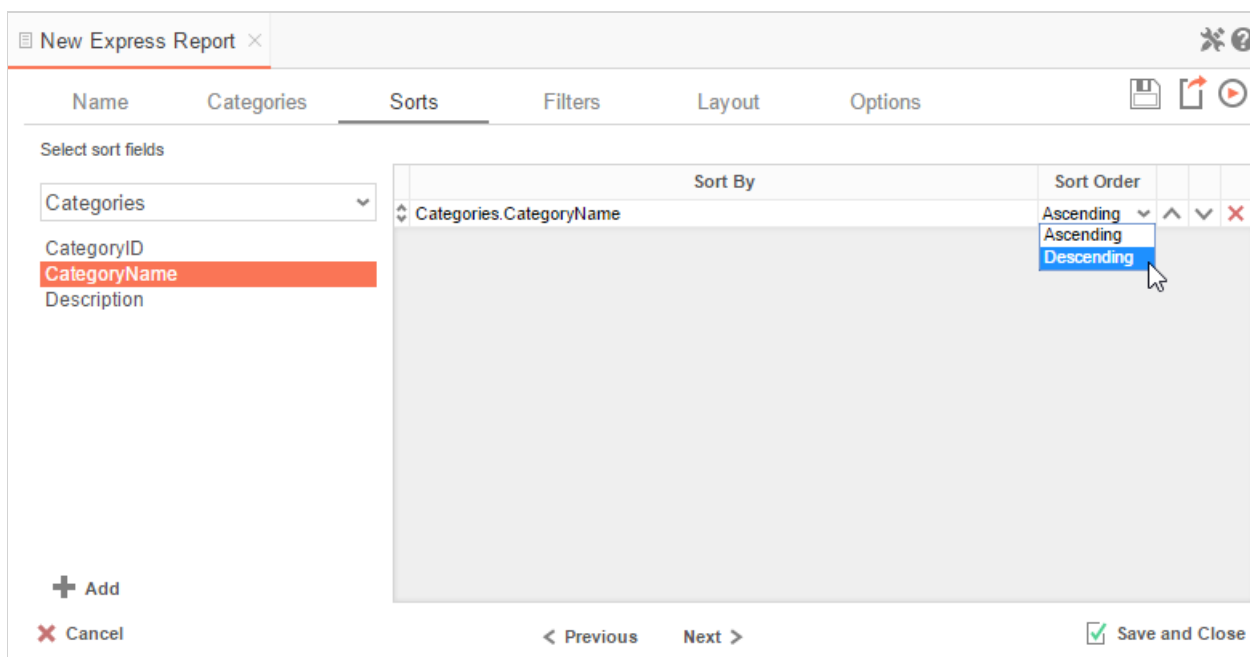 New Express Report
Name Categories Sorts Filters Layout Options
Select sort fields
Sort By Sort Order
Categories
Categories.CategoryName Ascending
Ascending
Descending
CategoryID
CategoryName
Description
Add
Cancel
< Previous Next >
Save and Close